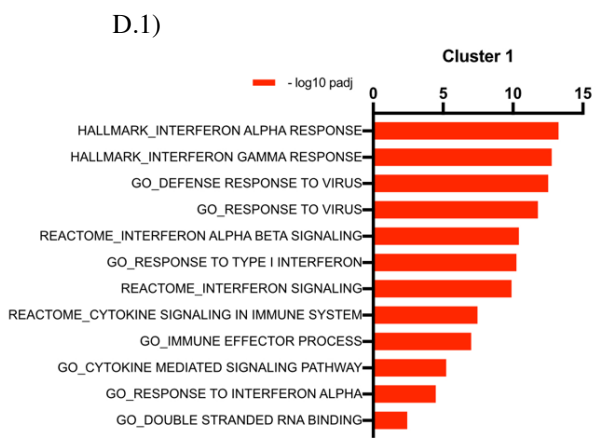 D.1)
Cluster 1
- log10 padj
0 5 10 15
HALLMARK_INTERFERON ALPHA RESPONSE
HALLMARK_INTERFERON GAMMA RESPONSE
GO_DEFENSE RESPONSE TO VIRUS
GO_RESPONSE TO VIRUS
REACTOME_INTERFERON ALPHA BETA SIGNALING
GO_RESPONSE TO TYPE I INTERFERON
REACTOME_INTERFERON SIGNALING
REACTOME_CYTOKINE SIGNALING IN IMMUNE SYSTEM
GO_IMMUNE EFFECTOR PROCESS
GO_CYTOKINE MEDIATED SIGNALING PATHWAY
GO_RESPONSE TO INTERFERON ALPHA
GO_DOUBLE STRANDED RNA BINDING